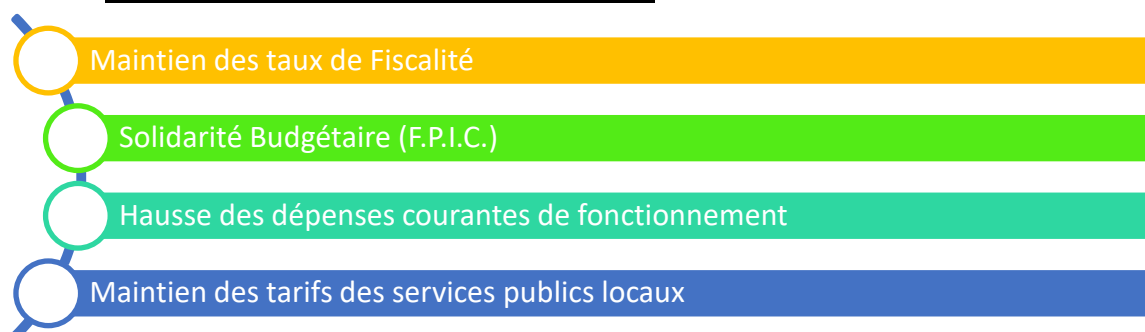 Maintien des taux de Fiscalité
Solidarité Budgétaire (F.P.I.C.)
Hausse des dépenses courantes de fonctionnement
Maintien des tarifs des services publics locaux